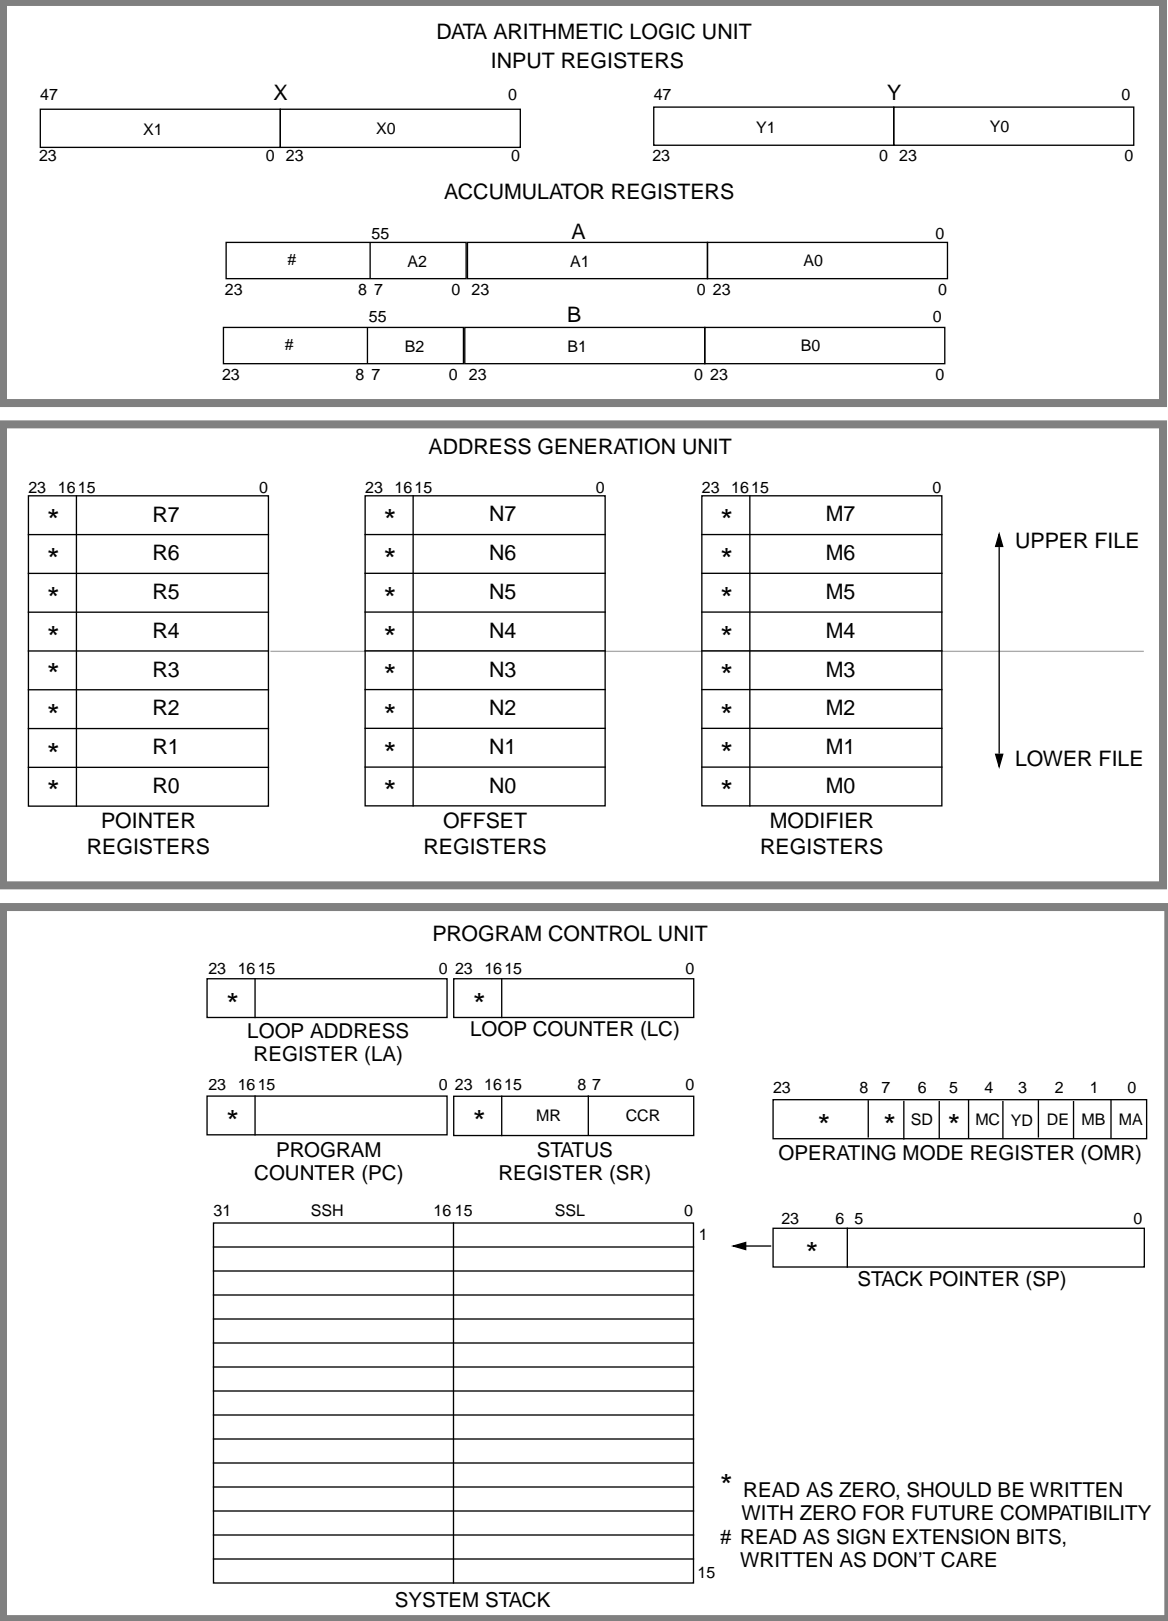 DATA ARITHMETIC LOGIC UNIT
INPUT REGISTERS
47 X 0 47 Y 0
X1 X0 Y1 Y0
23 0 23 0 23 0 23 0
ACCUMULATOR REGISTERS
55 A 0
# A2 A1 A0
23 8 7 0 23 0 23 0
55 B 0
# B2 B1 B0
23 8 7 0 23 0 23 0
ADDRESS GENERATION UNIT
23 16 15 0 23 16 15 0 23 16 15 0
* R7 * N7 * M7
UPPER FILE
* R6 * N6 * M6
* R5 * N5 * M5
* R4 * N4 * M4
* R3 * N3 * M3
* R2 * N2 * M2
* R1 * N1 * M1
LOWER FILE
* R0 * N0 * M0
POINTER OFFSET MODIFIER
REGISTERS REGISTERS REGISTERS
PROGRAM CONTROL UNIT
23 16 15 0 23 16 15 0
* *
LOOP ADDRESS LOOP COUNTER (LC)
REGISTER (LA)
23 16 15 0 23 16 15 8 7 0 23 8 7 6 5 4 3 2 1 0
* * MR CCR * * SD * MC YD DE MB MA
PROGRAM STATUS OPERATING MODE REGISTER (OMR)
COUNTER (PC) REGISTER (SR)
31 SSH 16 15 SSL 0 23 6 5 0
1 *
STACK POINTER (SP)
* READ AS ZERO, SHOULD BE WRITTEN
WITH ZERO FOR FUTURE COMPATIBILITY
# READ AS SIGN EXTENSION BITS,
WRITTEN AS DON'T CARE
15
SYSTEM STACK